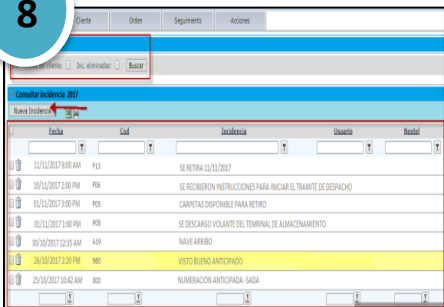 8
Cliente Orden Seguimiento Acciones
del cliente: Inc. eliminadas: Buscar
Consultar incidencia 2017
Nueva Incidencia
Fecha Cod Incidencia Usuario Nextel
11/11/2017 8:00 AM F13 SE RETIRA 11/11/2017
10/11/2017 2:00 PM F06 SE RECIBIERON INSTRUCCIONES PARA INICIAR EL TRAMITE DE DESPACHO
01/11/2017 3:00 PM P05 CARPETAS DISPONIBLE PARA RETIRO
01/11/2017 1:00 PM P08 SE DESCARGO VOLANTE DEL TEMRINAL DE ALMACENAMIENTO
30/10/2017 12:35 AM A19 NAVE ARRIBO
26/10/2017 2:20 PM 980 VISTO BUENO ANTICIPADO
25/10/2017 10:42 AM 000 NUMERACION ANTICIPADA -SADA